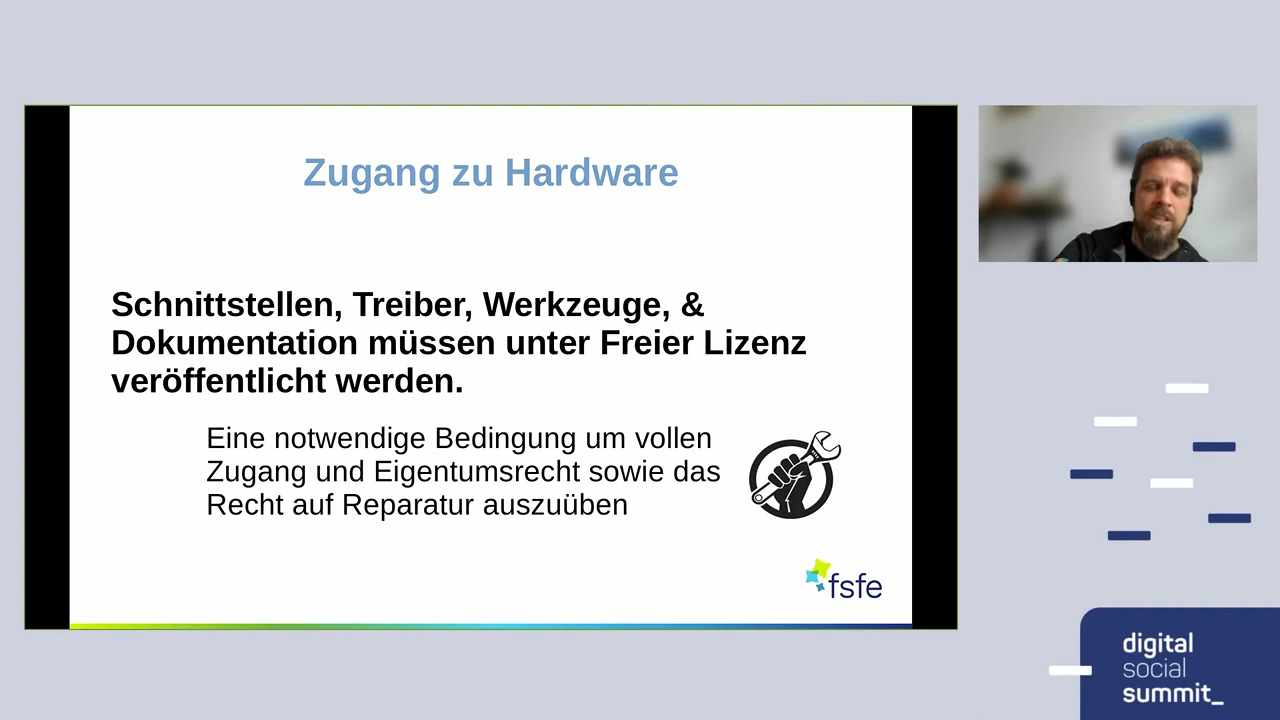 Zugang zu Hardware
Schnittstellen, Treiber, Werkzeuge, &
Dokumentation müssen unter Freier Lizenz
veröffentlicht werden.
Eine notwendige Bedingung um vollen
Zugang und Eigentumsrecht sowie das
Recht auf Reparatur auszuüben
fsfe
digital
social
summit_